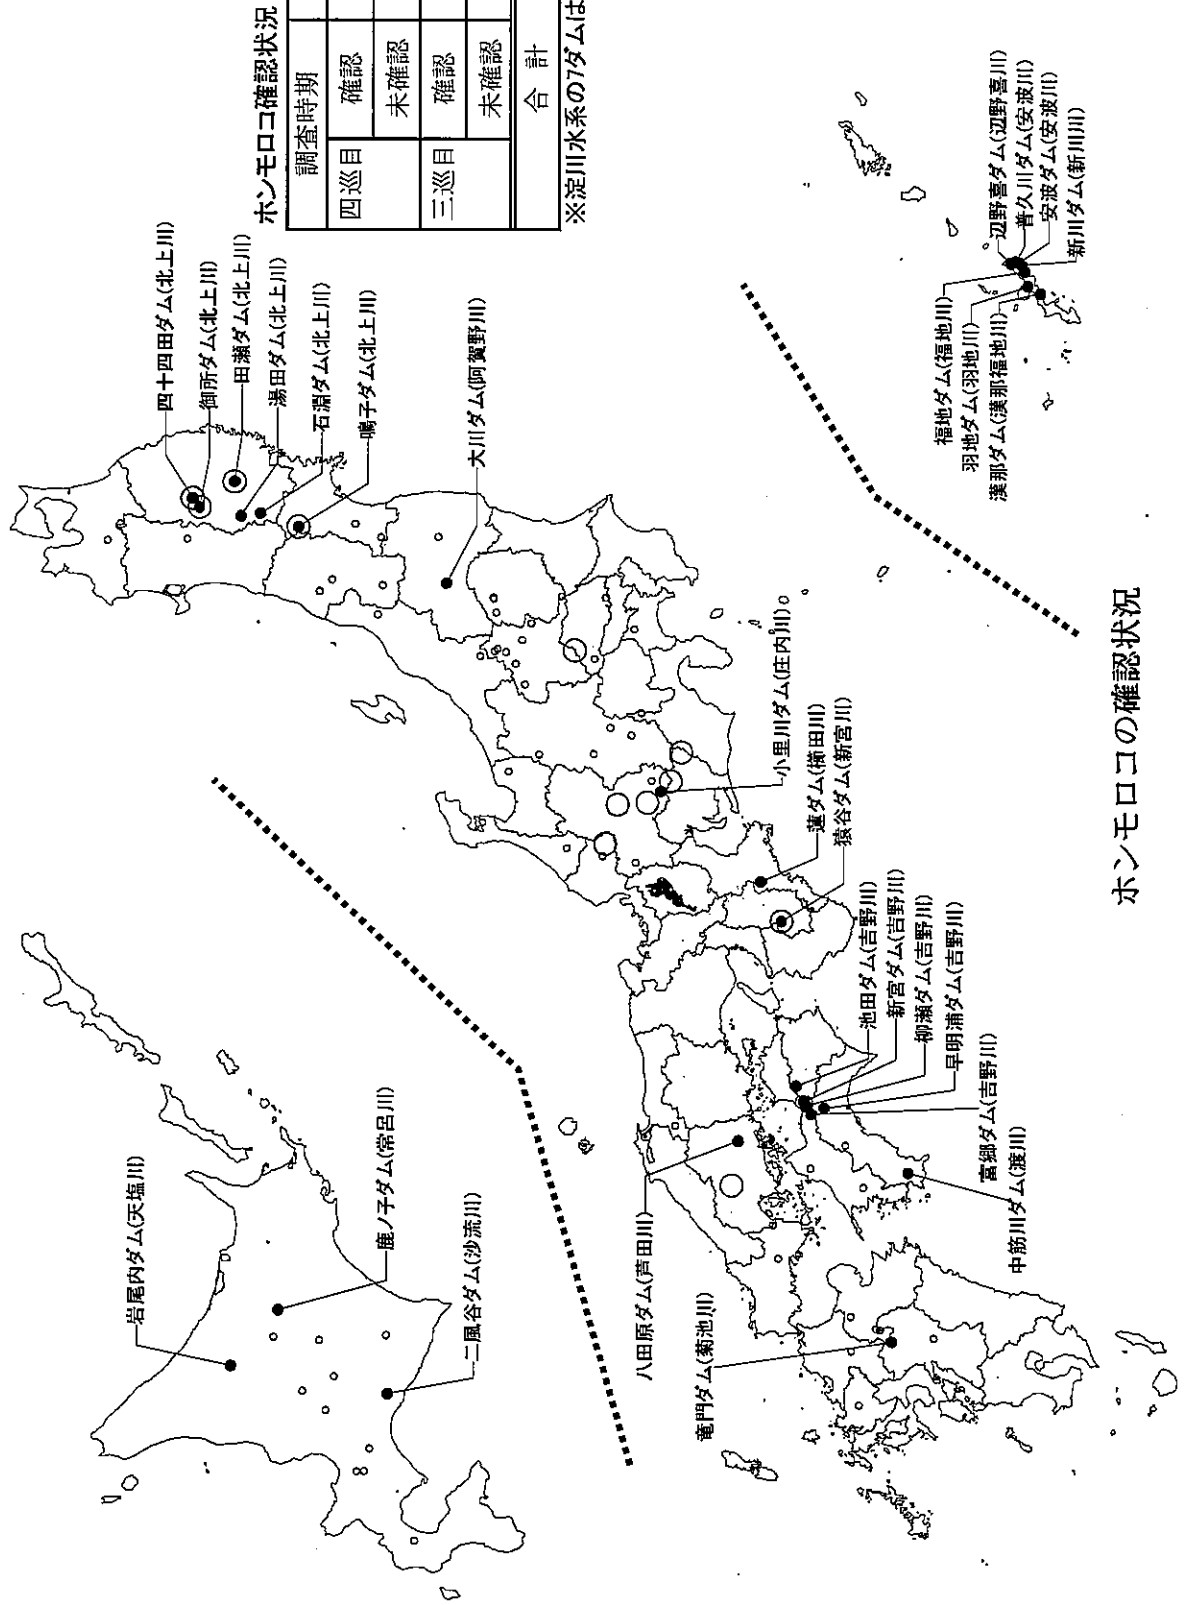 ホンモロコ確認状況
調査時期
四巡目
確認
未確認
三巡目
確認
未確認
合計
※淀川水系の7ダムは
四十四田ダム(北上川)
御所ダム(北上川)
田瀬ダム(北上川)
湯田ダム(北上川)
石淵ダム(北上川)
鳴子ダム(北上川)
大川ダム(阿賀野川)
岩尾内ダム(天塩川)
鹿ノ子ダム(常呂川)
二風谷ダム(沙流川)
小里川ダム(庄内川)
蓮ダム(櫛田川)
猿谷ダム(新宮川)
池田ダム(吉野川)
新宮ダム(吉野川)
柳瀬ダム(吉野川)
早明浦ダム(吉野川)
富郷ダム(吉野川)
中筋川ダム(渡川)
八田原ダム(芦田川)
竜門ダム(菊池川)
福地ダム(福地川)
羽地ダム(羽地川)
漢那ダム(漢那福地川)
辺野喜ダム(辺野喜川)
普久川ダム(安波川)
安波ダム(安波川)
新川ダム(新川川)
ホンモロコの確認状況